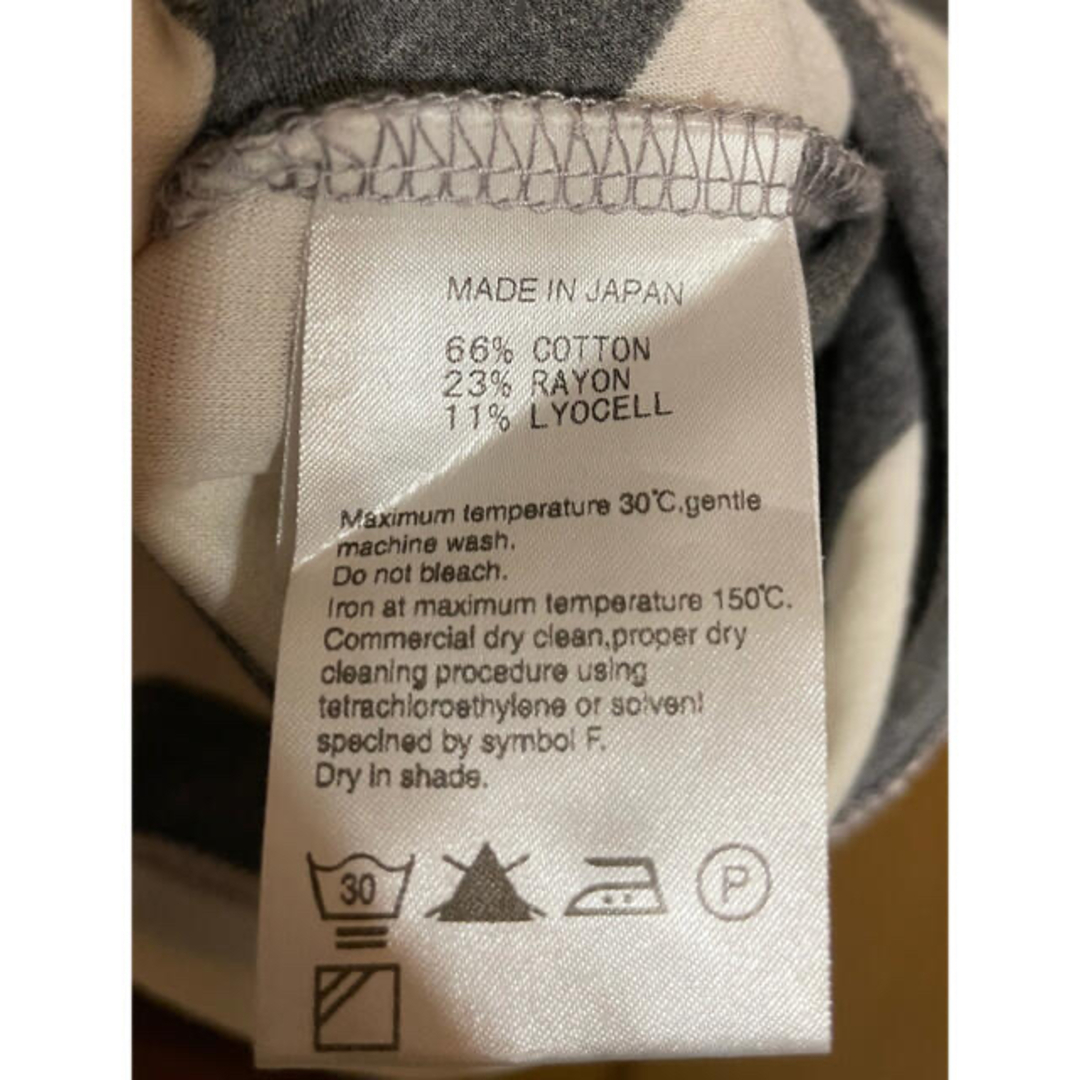 MADE IN JAPAN
66% COTTON
23% RAYON
11% LYOCELL
Maximum temperature 30℃,gentle
machine wash.
Do not bleach.
Iron at maximum temperature 150℃.
Commercial dry clean,proper dry
cleaning procedure using
tetrachloroethylene or solvent
specined by symbol F.
Dry in shade.
30
P